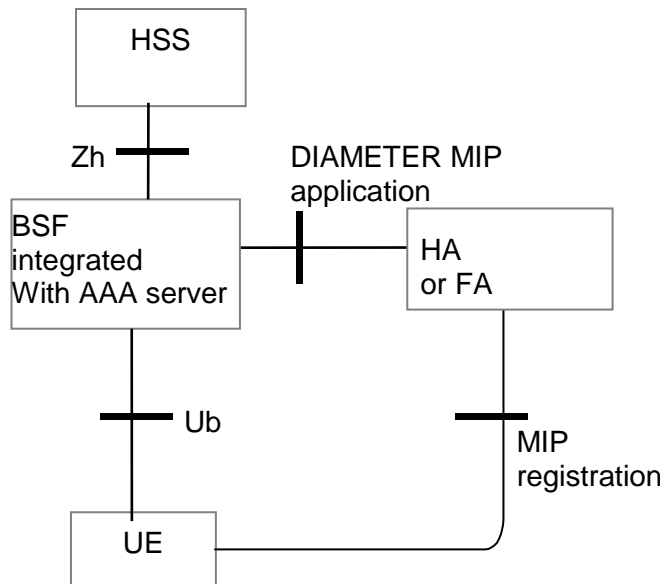 HSS
Zh
DIAMETER MIP
application
BSF
integrated
With AAA server
HA
or FA
Ub
MIP
registration
UE